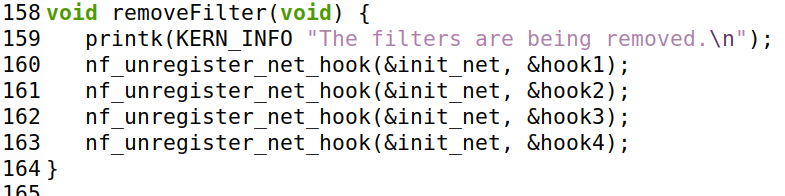 158 void removeFilter(void) {
159    printk(KERN_INFO "The filters are being removed.\n");
160    nf_unregister_net_hook(&init_net, &hook1);
161    nf_unregister_net_hook(&init_net, &hook2);
162    nf_unregister_net_hook(&init_net, &hook3);
163    nf_unregister_net_hook(&init_net, &hook4);
164 }
165